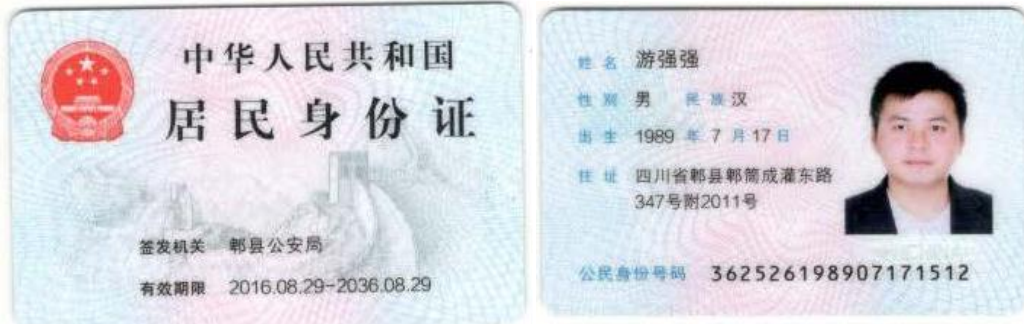 中华人民共和国
居民身份证
签发机关 郫县公安局
有效期限 2016.08.29-2036.08.29
姓名 游强强
性别 男 民族 汉
出生 1989 年 7 月 17 日
住址 四川省郫县郫筒成灌东路
347号附2011号
公民身份号码 362526198907171512